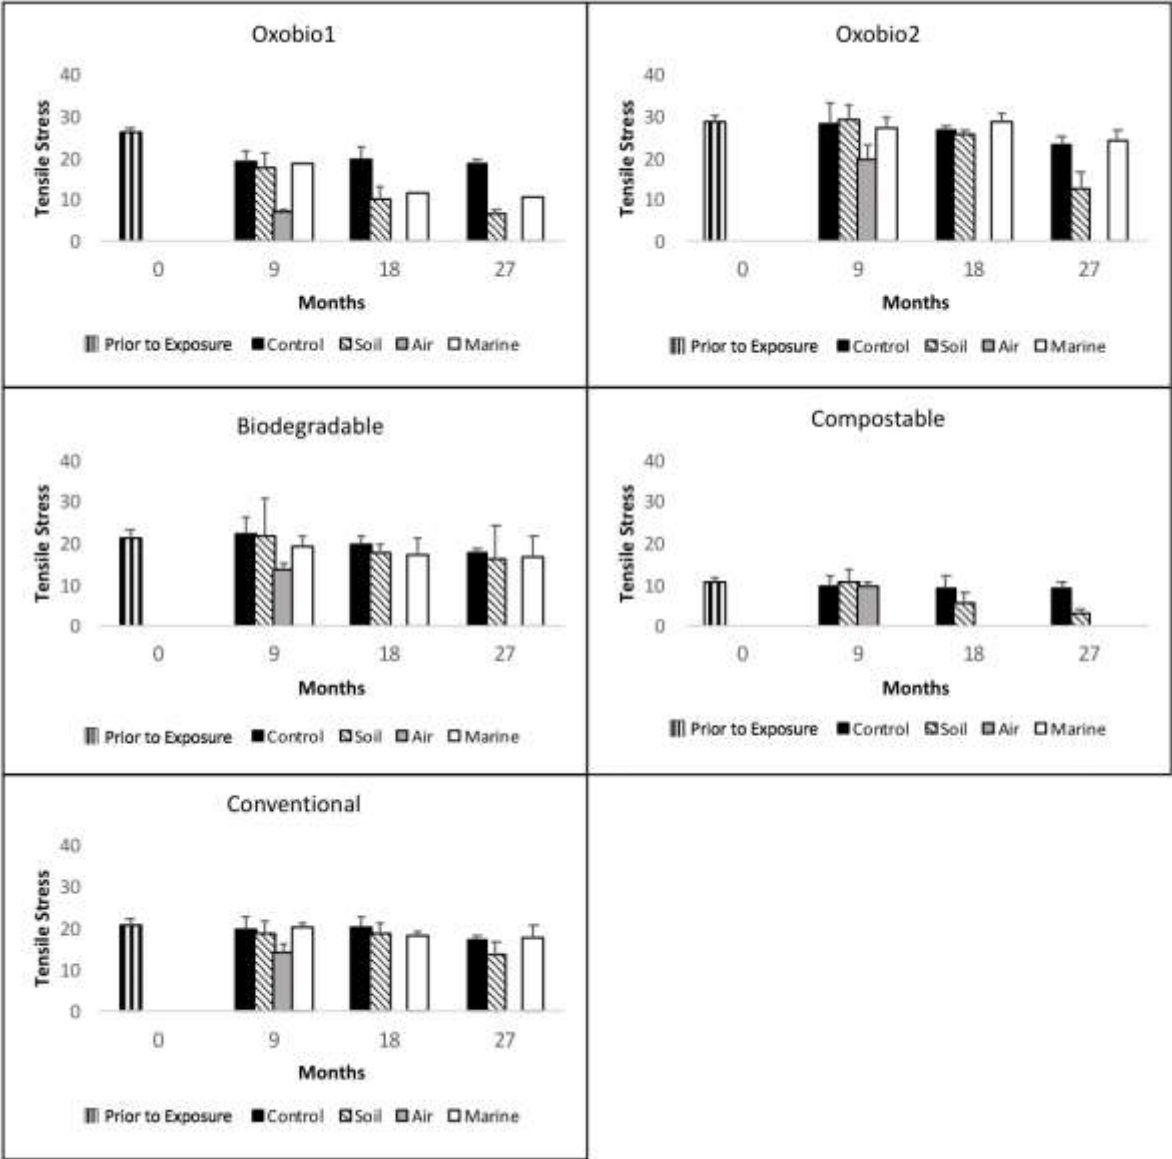 Oxobio1
Tensile Stress
40
30
20
10
0
0 9 18 27
Months
Prior to Exposure Control Soil Air Marine
Oxobio2
Tensile Stress
40
30
20
10
0
0 9 18 27
Months
Prior to Exposure Control Soil Air Marine
Biodegradable
Tensile Stress
40
30
20
10
0
0 9 18 27
Months
Prior to Exposure Control Soil Air Marine
Compostable
Tensile Stress
40
30
20
10
0
0 9 18 27
Months
Prior to Exposure Control Soil Air Marine
Conventional
Tensile Stress
40
30
20
10
0
0 9 18 27
Months
Prior to Exposure Control Soil Air Marine